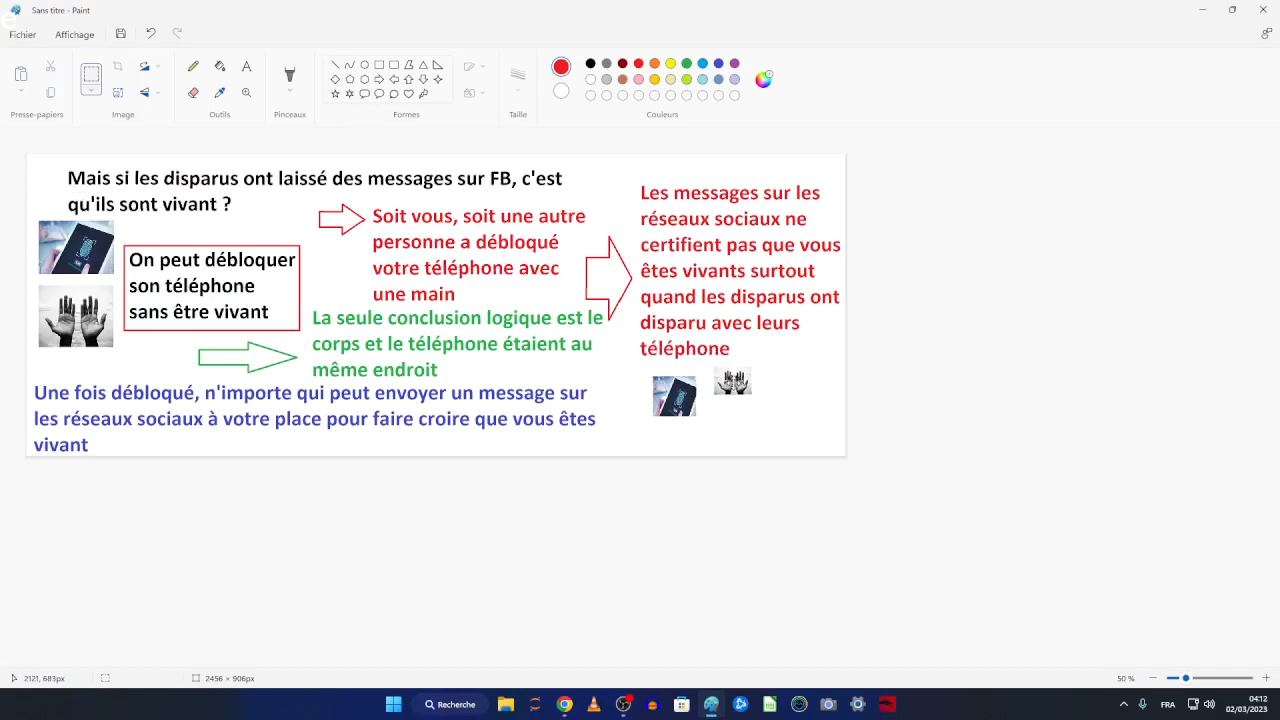 Sans titre - Paint
Fichier
Affichage
Presse-papiers
Image
Outils
Pinceaux
Formes
Taille
Couleurs
Mais si les disparus ont laissé des messages sur FB, c'est
qu'ils sont vivant ?
On peut débloquer
son téléphone
sans être vivant
Soit vous, soit une autre
personne a débloqué
votre téléphone avec
une main
La seule conclusion logique est le
corps et le téléphone étaient au
même endroit
Une fois débloqué, n'importe qui peut envoyer un message sur
les réseaux sociaux à votre place pour faire croire que vous êtes
vivant
Les messages sur les
réseaux sociaux ne
certifient pas que vous
êtes vivants surtout
quand les disparus ont
disparu avec leurs
téléphone
2121, 683px
2456 × 906px
50 %
Recherche
FRA
04:12
02/03/2023